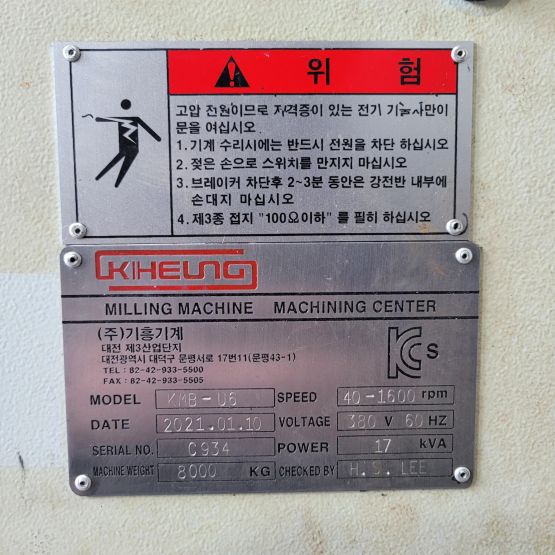 위 험
고압 전원이므로 자격증이 있는 전기 기술사만이
문을 여십시오
1. 기계 수리시에는 반드시 전원을 차단 하십시오
2. 젖은 손으로 스위치를 만지지 마십시오
3. 브레이커 차단후 2~3분 동안은 강전반 내부에
손대지 마십시오
4. 제3종 접지 "100Ω이하" 를 필히 하십시오
KIHEUNG
MILLING MACHINE MACHINING CENTER
(주)기흥기계
대전 제3산업단지
대전광역시 대덕구 문평서로 17번11(문평43-1)
TEL : 82-42-933-5500
FAX : 82-42-933-5505
KC s
MODEL KMB-U6 SPEED 40-1600 rpm
DATE 2021.01.10 VOLTAGE 380 V 60 HZ
SERIAL NO. C934 POWER 17 kVA
MACHINE WEIGHT 8000 KG CHECKED BY H.S. LEE